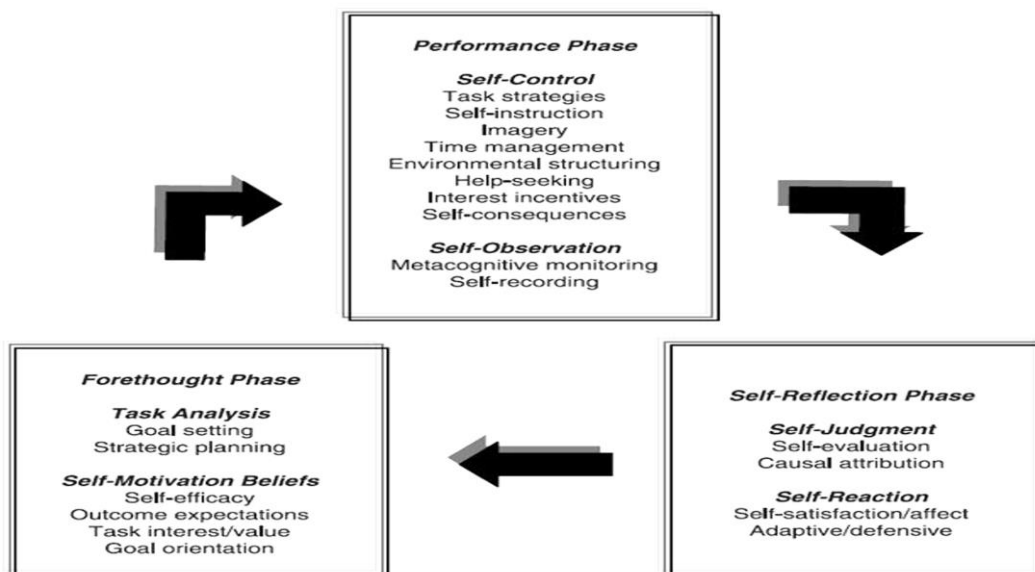 Performance Phase
Self-Control
Task strategies
Self-instruction
Imagery
Time management
Environmental structuring
Help-seeking
Interest incentives
Self-consequences
Self-Observation
Metacognitive monitoring
Self-recording
Forethought Phase
Task Analysis
Goal setting
Strategic planning
Self-Motivation Beliefs
Self-efficacy
Outcome expectations
Task interest/value
Goal orientation
Self-Reflection Phase
Self-Judgment
Self-evaluation
Causal attribution
Self-Reaction
Self-satisfaction/affect
Adaptive/defensive